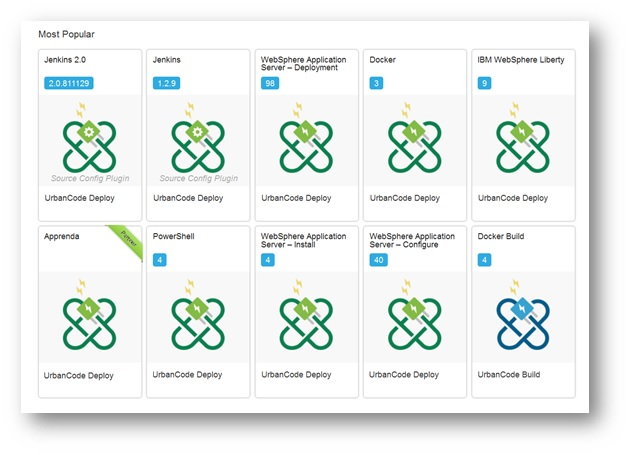 Most Popular
Jenkins 2.0
2.0.811129
Source Config Plugin
UrbanCode Deploy
Jenkins
1.2.9
Source Config Plugin
UrbanCode Deploy
WebSphere Application
Server – Deployment
98
UrbanCode Deploy
Docker
3
UrbanCode Deploy
IBM WebSphere Liberty
9
UrbanCode Deploy
Apprenda
Partner
UrbanCode Deploy
PowerShell
4
UrbanCode Deploy
WebSphere Application
Server – Install
4
UrbanCode Deploy
WebSphere Application
Server – Configure
40
UrbanCode Deploy
Docker Build
4
UrbanCode Build